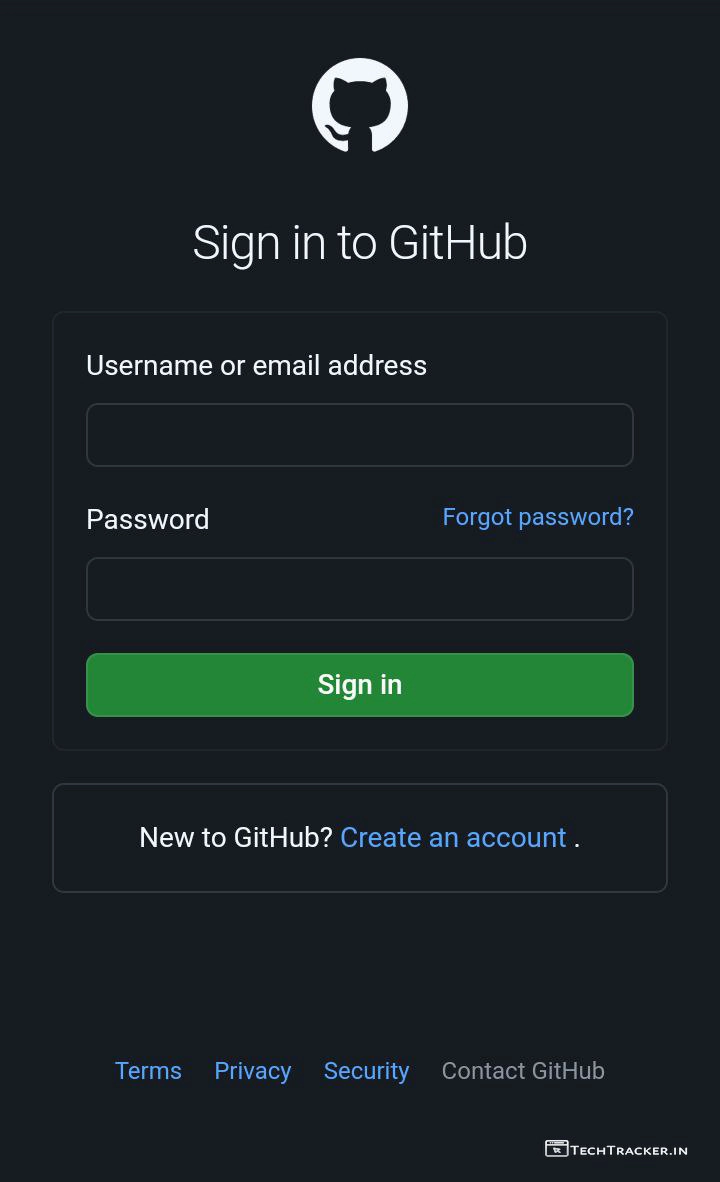 Sign in to GitHub
Username or email address
Password Forgot password?
Sign in
New to GitHub? Create an account .
Terms Privacy Security Contact GitHub
TECHTRACKER.IN